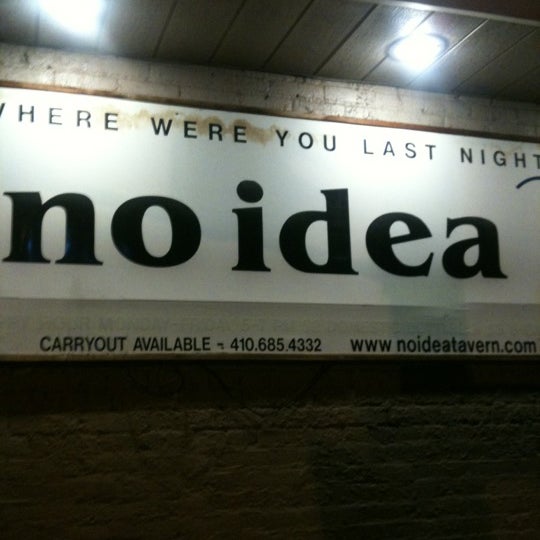 WHERE WERE YOU LAST NIGHT
no idea
CARRYOUT AVAILABLE - 410.685.4332 www.noideatavern.com